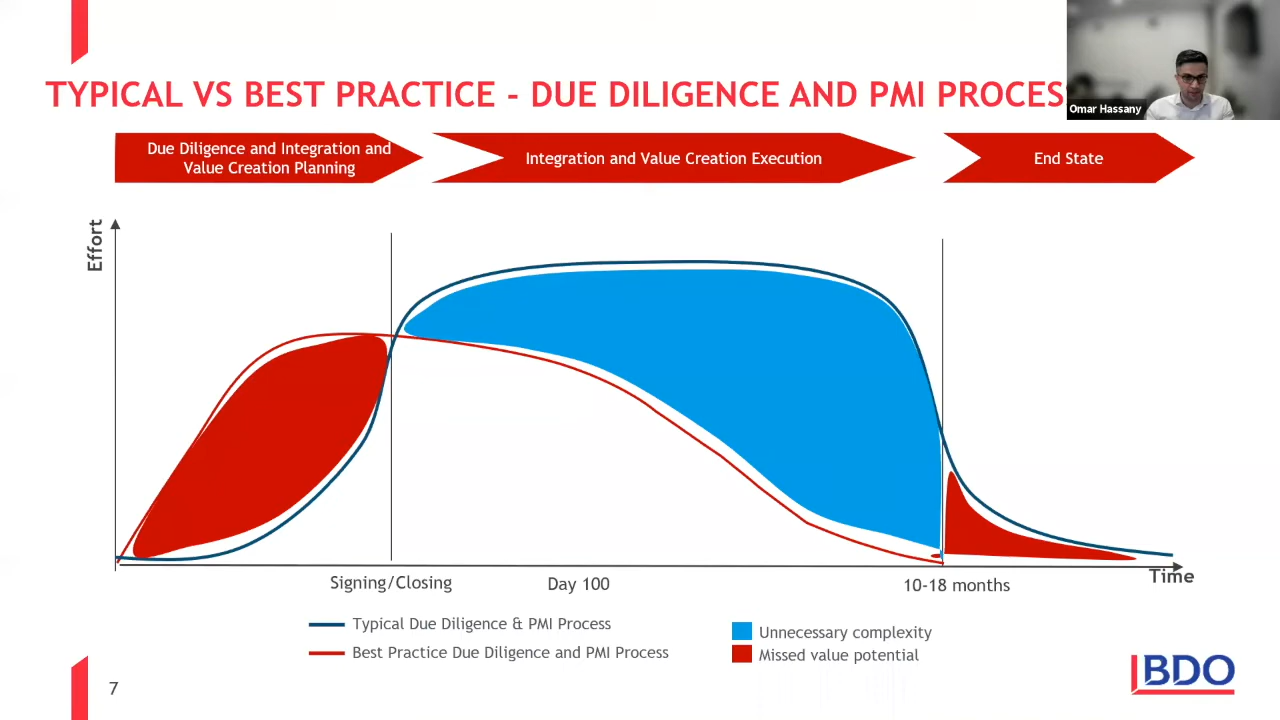 TYPICAL VS BEST PRACTICE - DUE DILIGENCE AND PMI PROCES
Omar Hassany
Due Diligence and Integration and
Value Creation Planning
Integration and Value Creation Execution
End State
Effort
Signing/Closing
Day 100
10-18 months
Time
Typical Due Diligence & PMI Process
Best Practice Due Diligence and PMI Process
Unnecessary complexity
Missed value potential
7
BDO